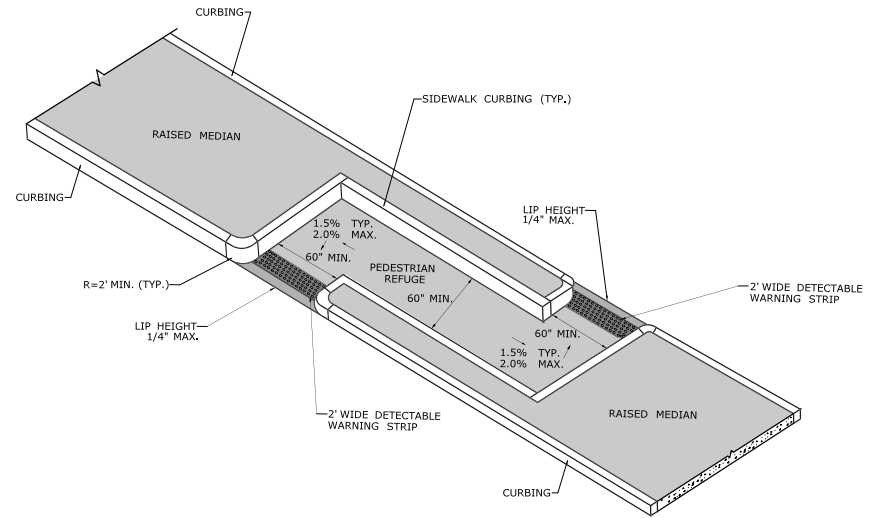 CURBING
SIDEWALK CURBING (TYP.)
RAISED MEDIAN
CURBING
LIP HEIGHT
1/4" MAX.
1.5% TYP.
2.0% MAX.
60" MIN.
PEDESTRIAN
REFUGE
R=2' MIN. (TYP.)
60" MIN.
2' WIDE DETECTABLE
WARNING STRIP
LIP HEIGHT
1/4" MAX.
60" MIN.
1.5% TYP.
2.0% MAX.
2' WIDE DETECTABLE
WARNING STRIP
RAISED MEDIAN
CURBING